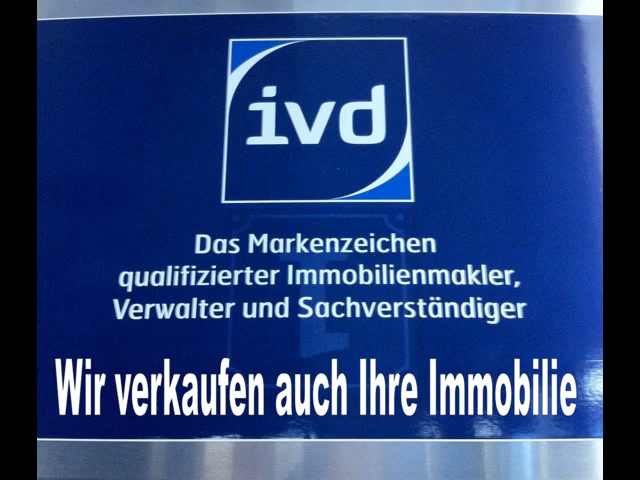 ivd
Das Markenzeichen
qualifizierter Immobilienmakler,
Verwalter und Sachverständiger
Wir verkaufen auch Ihre Immobilie